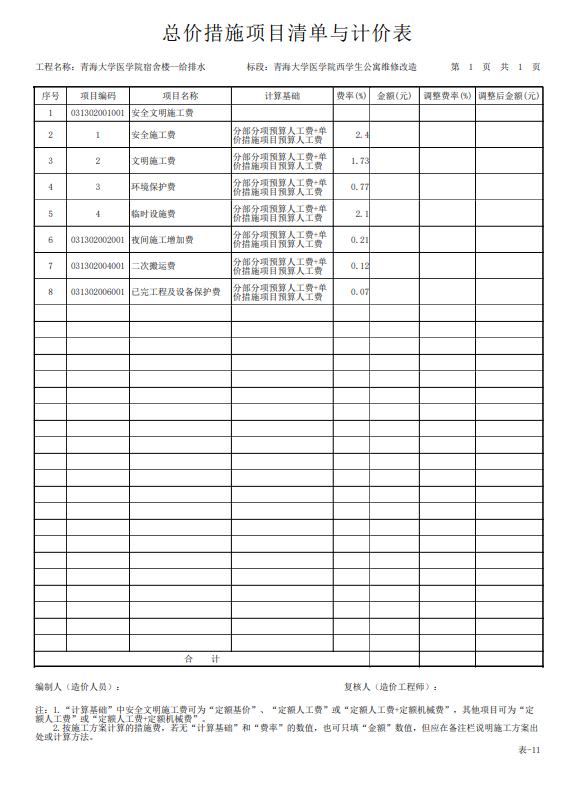 总价措施项目清单与计价表
工程名称：青海大学医学院宿舍楼—给排水 标段：青海大学医学院西学生公寓维修改造 第 1 页 共 1 页
序号 项目编码 项目名称 计算基础 费率(%) 金额(元) 调整费率(%) 调整后金额(元)
1 031302001001 安全文明施工费
2 1 安全施工费 分部分项预算人工费+单价措施项目预算人工费 2.4
3 2 文明施工费 分部分项预算人工费+单价措施项目预算人工费 1.73
4 3 环境保护费 分部分项预算人工费+单价措施项目预算人工费 0.77
5 4 临时设施费 分部分项预算人工费+单价措施项目预算人工费 2.1
6 031302002001 夜间施工增加费 分部分项预算人工费+单价措施项目预算人工费 0.21
7 031302004001 二次搬运费 分部分项预算人工费+单价措施项目预算人工费 0.12
8 031302006001 已完工程及设备保护费 分部分项预算人工费+单价措施项目预算人工费 0.07
合 计
编制人（造价人员）： 复核人（造价工程师）：
注：1.“计算基础”中安全文明施工费可为“定额基价”、“定额人工费”或“定额人工费+定额机械费”，其他项目可为“定
额人工费”或“定额人工费+定额机械费”。
2.按施工方案计算的措施费，若无“计算基础”和“费率”的数值，也可只填“金额”数值，但应在备注栏说明施工方案出
处或计算方法。
表-11